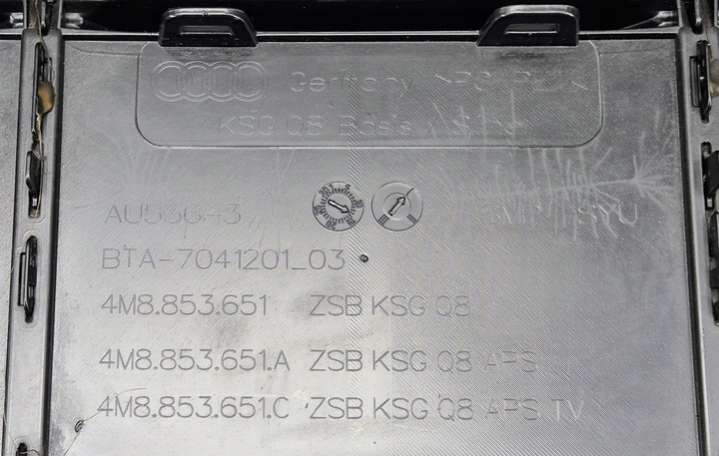 Germany
KSG Q8
BTA-7041201_03
4M8.853.651 ZSB KSG Q8
4M8.853.651.A ZSB KSG Q8 APS
4M8.853.651.C ZSB KSG Q8 APS TV